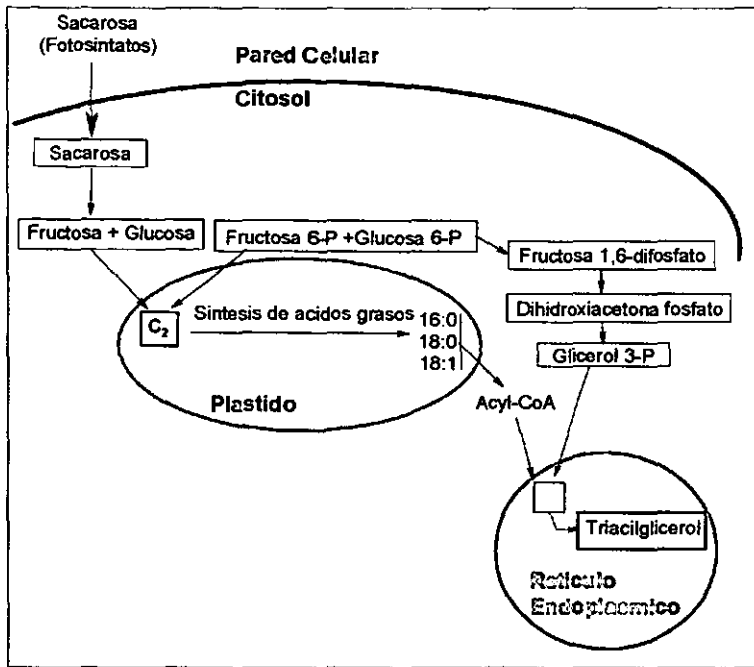 Sacarosa
(Fotosintatos)
Pared Celular
Citosol
Sacarosa
Fructosa + Glucosa
Fructosa 6-P +Glucosa 6-P
Fructosa 1,6-difosfato
Dihidroxiacetona fosfato
Glicerol 3-P
C₂
Sintesis de acidos grasos
16:0
18:0
18:1
Plastido
Acyl-CoA
Triacilglicerol
Reticulo
Endoplasmico